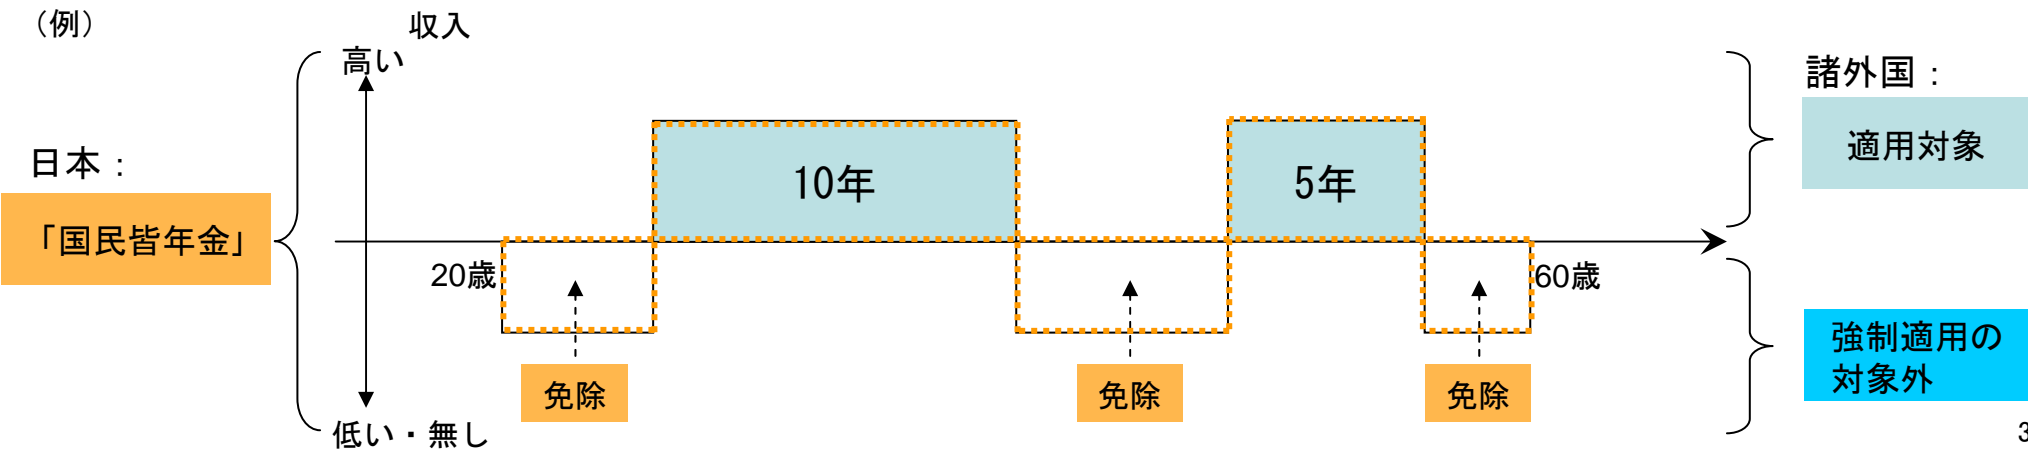 （例）
収入
高い
諸外国：
適用対象
日本：
「国民皆年金」
10年
5年
20歳
60歳
免除
免除
免除
強制適用の
対象外
低い・無し
3